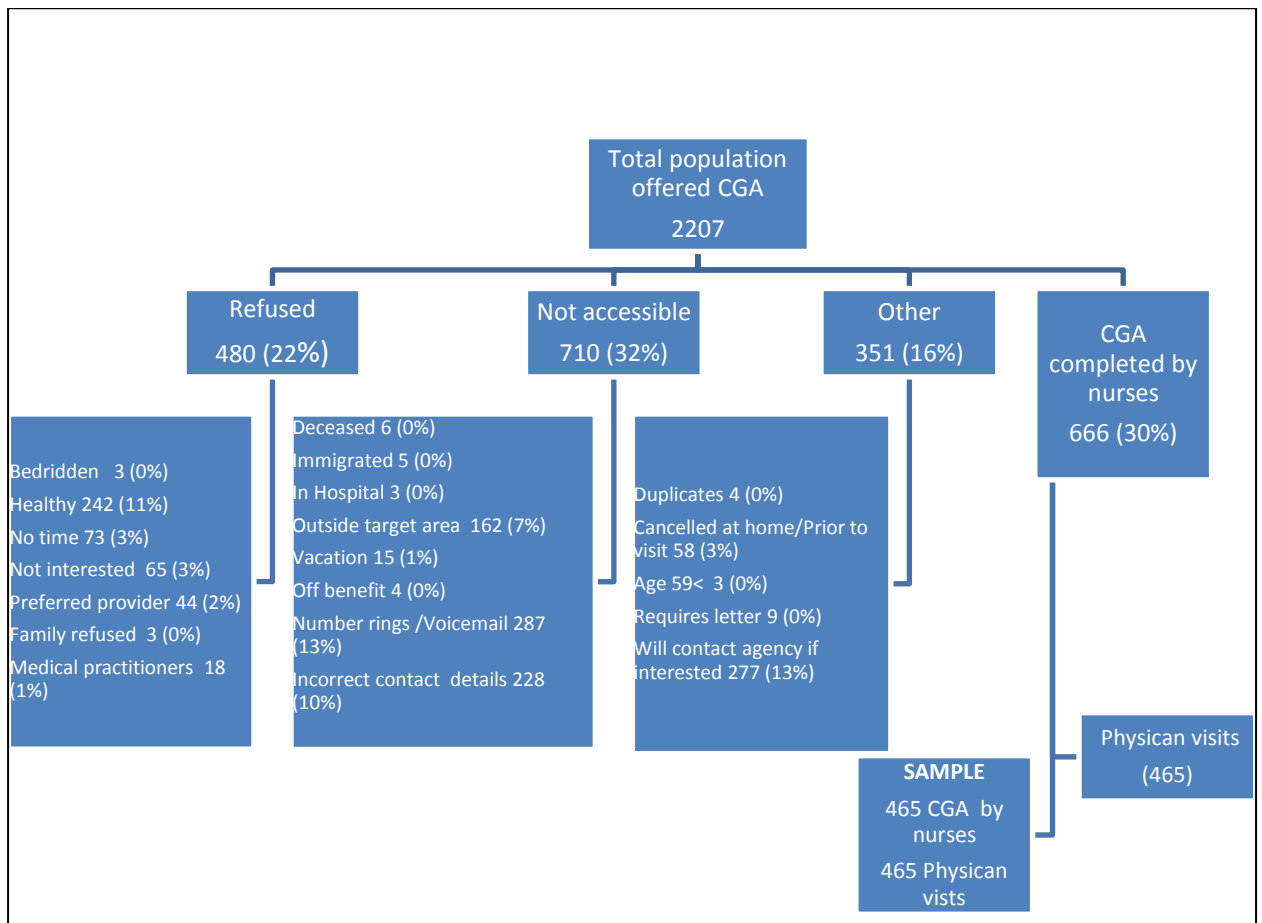 Total population
offered CGA
2207
Refused
480 (22%)
Not accessible
710 (32%)
Other
351 (16%)
CGA
completed by
nurses
666 (30%)
Bedridden 3 (0%)
Healthy 242 (11%)
No time 73 (3%)
Not interested 65 (3%)
Preferred provider 44 (2%)
Family refused 3 (0%)
Medical practitioners 18
(1%)
Deceased 6 (0%)
Immigrated 5 (0%)
In Hospital 3 (0%)
Outside target area 162 (7%)
Vacation 15 (1%)
Off benefit 4 (0%)
Number rings /Voicemail 287
(13%)
Incorrect contact details 228
(10%)
Duplicates 4 (0%)
Cancelled at home/Prior to
visit 58 (3%)
Age 59< 3 (0%)
Requires letter 9 (0%)
Will contact agency if
interested 277 (13%)
Physican visits
(465)
SAMPLE
465 CGA by
nurses
465 Physican
vists